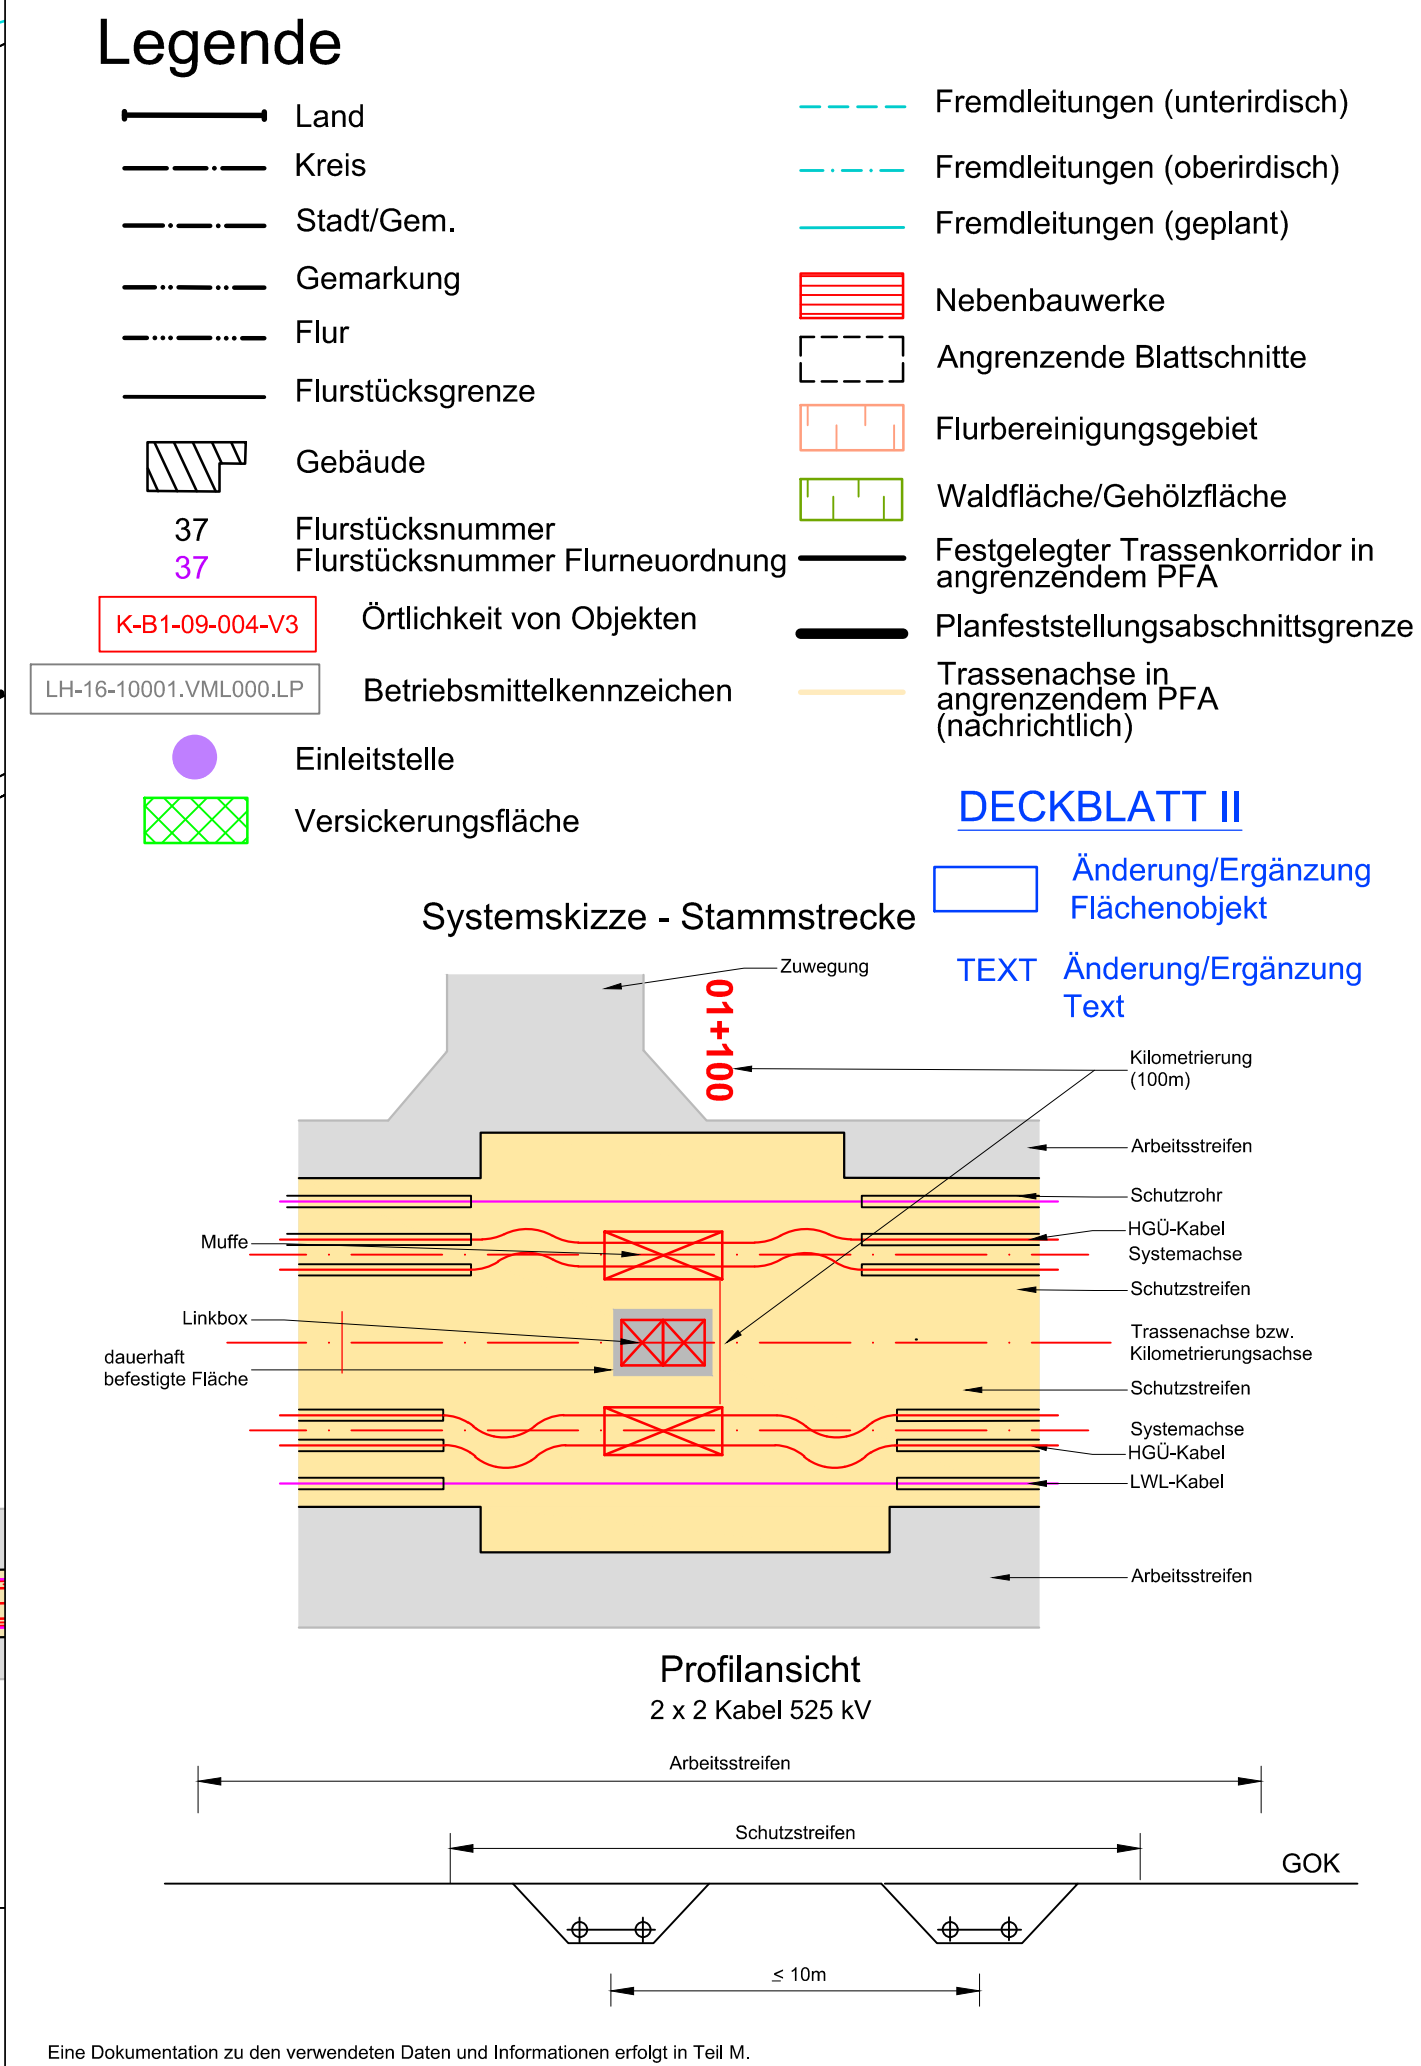 Legende
Land
Kreis
Stadt/Gem.
Gemarkung
Flur
Flurstücksgrenze
Gebäude
37
Flurstücksnummer
37
Flurstücksnummer Flurneuordnung
K-B1-09-004-V3
Örtlichkeit von Objekten
LH-16-10001.VML000.LP
Betriebsmittelkennzeichen
Einleitstelle
Versickerungsfläche
Fremdleitungen (unterirdisch)
Fremdleitungen (oberirdisch)
Fremdleitungen (geplant)
Nebenbauwerke
Angrenzende Blattschnitte
Flurbereinigungsgebiet
Waldfläche/Gehölzfläche
Festgelegter Trassenkorridor in
angrenzendem PFA
Planfeststellungsabschnittsgrenze
Trassenachse in
angrenzendem PFA
(nachrichtlich)
DECKBLATT II
Änderung/Ergänzung
Flächenobjekt
TEXT
Änderung/Ergänzung
Text
Systemskizze - Stammstrecke
Zuwegung
01+100
Kilometrierung
(100m)
Arbeitsstreifen
Schutzrohr
HGÜ-Kabel
Muffe
Systemachse
Schutzstreifen
Linkbox
Trassenachse bzw.
Kilometrierungsachse
dauerhaft
befestigte Fläche
Schutzstreifen
Systemachse
HGÜ-Kabel
LWL-Kabel
Arbeitsstreifen
Profilansicht
2 x 2 Kabel 525 kV
Arbeitsstreifen
Schutzstreifen
GOK
≤ 10m
Eine Dokumentation zu den verwendeten Daten und Informationen erfolgt in Teil M.